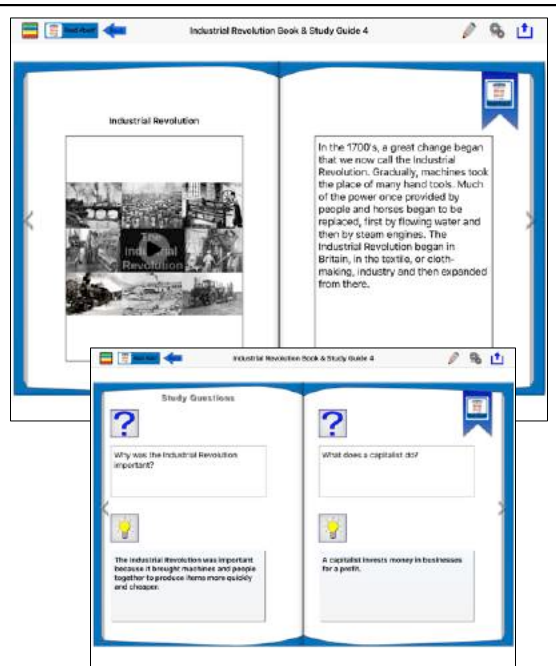 Read Aloud
Industrial Revolution Book & Study Guide 4
Industrial Revolution
The
Industrial
Revolution
In the 1700's, a great change began
that we now call the Industrial
Revolution. Gradually, machines took
the place of many hand tools. Much
of the power once provided by
people and horses began to be
replaced, first by flowing water and
then by steam engines. The
Industrial Revolution began in
Britain, in the textile, or cloth-
making, industry and then expanded
from there.
Industrial Revolution Book & Study Guide 4
Study Questions
Why was the Industrial Revolution
important?
The Industrial Revolution was important
because it brought machines and people
together to produce items more quickly
and cheaper.
What does a capitalist do?
A capitalist invests money in businesses
for a profit.